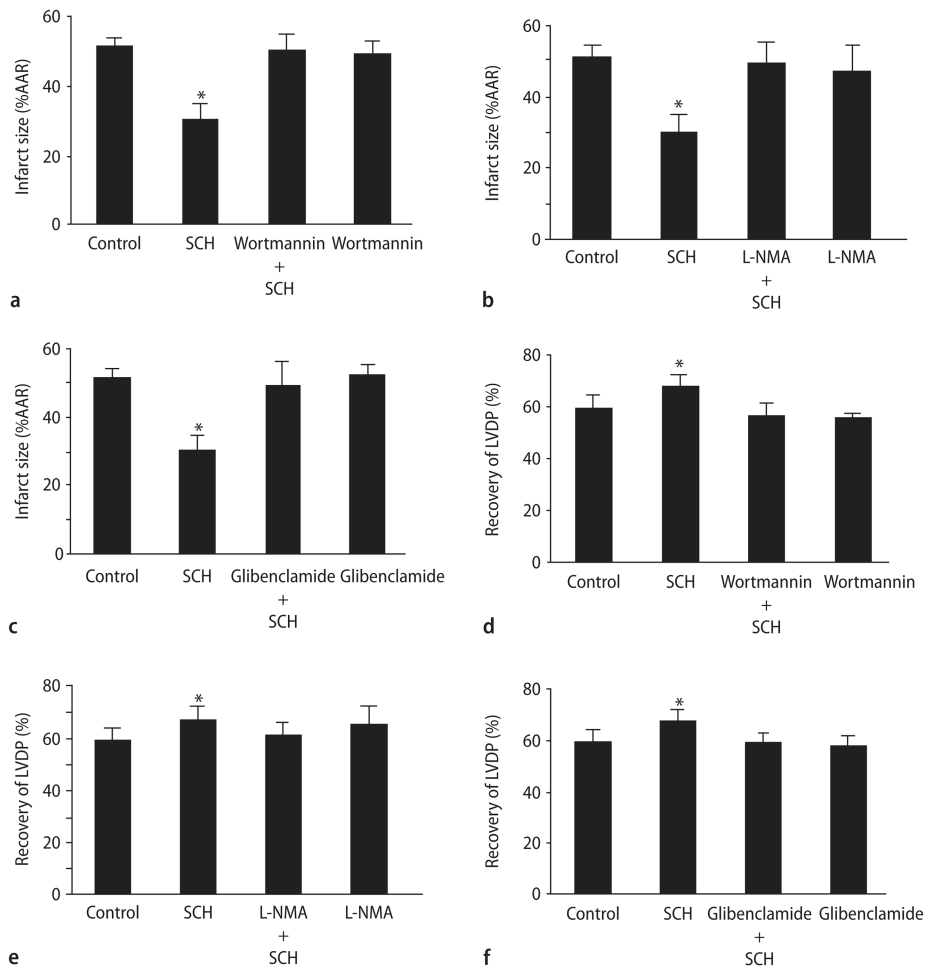 60
40
20
0
Infarct size (%AAR)
*
Control SCH Wortmannin Wortmannin
+
SCH
a
60
40
20
0
Infarct size (%AAR)
*
Control SCH L-NMA L-NMA
+
SCH
b
60
40
20
0
Infarct size (%AAR)
*
Control SCH Glibenclamide Glibenclamide
+
SCH
c
80
60
40
20
0
Recovery of LVDP (%)
*
Control SCH Wortmannin Wortmannin
+
SCH
d
80
60
40
20
0
Recovery of LVDP (%)
*
Control SCH L-NMA L-NMA
+
SCH
e
80
60
40
20
0
Recovery of LVDP (%)
*
Control SCH Glibenclamide Glibenclamide
+
SCH
f